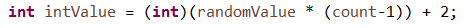 int intValue = (int)(randomValue * (count-1)) + 2;